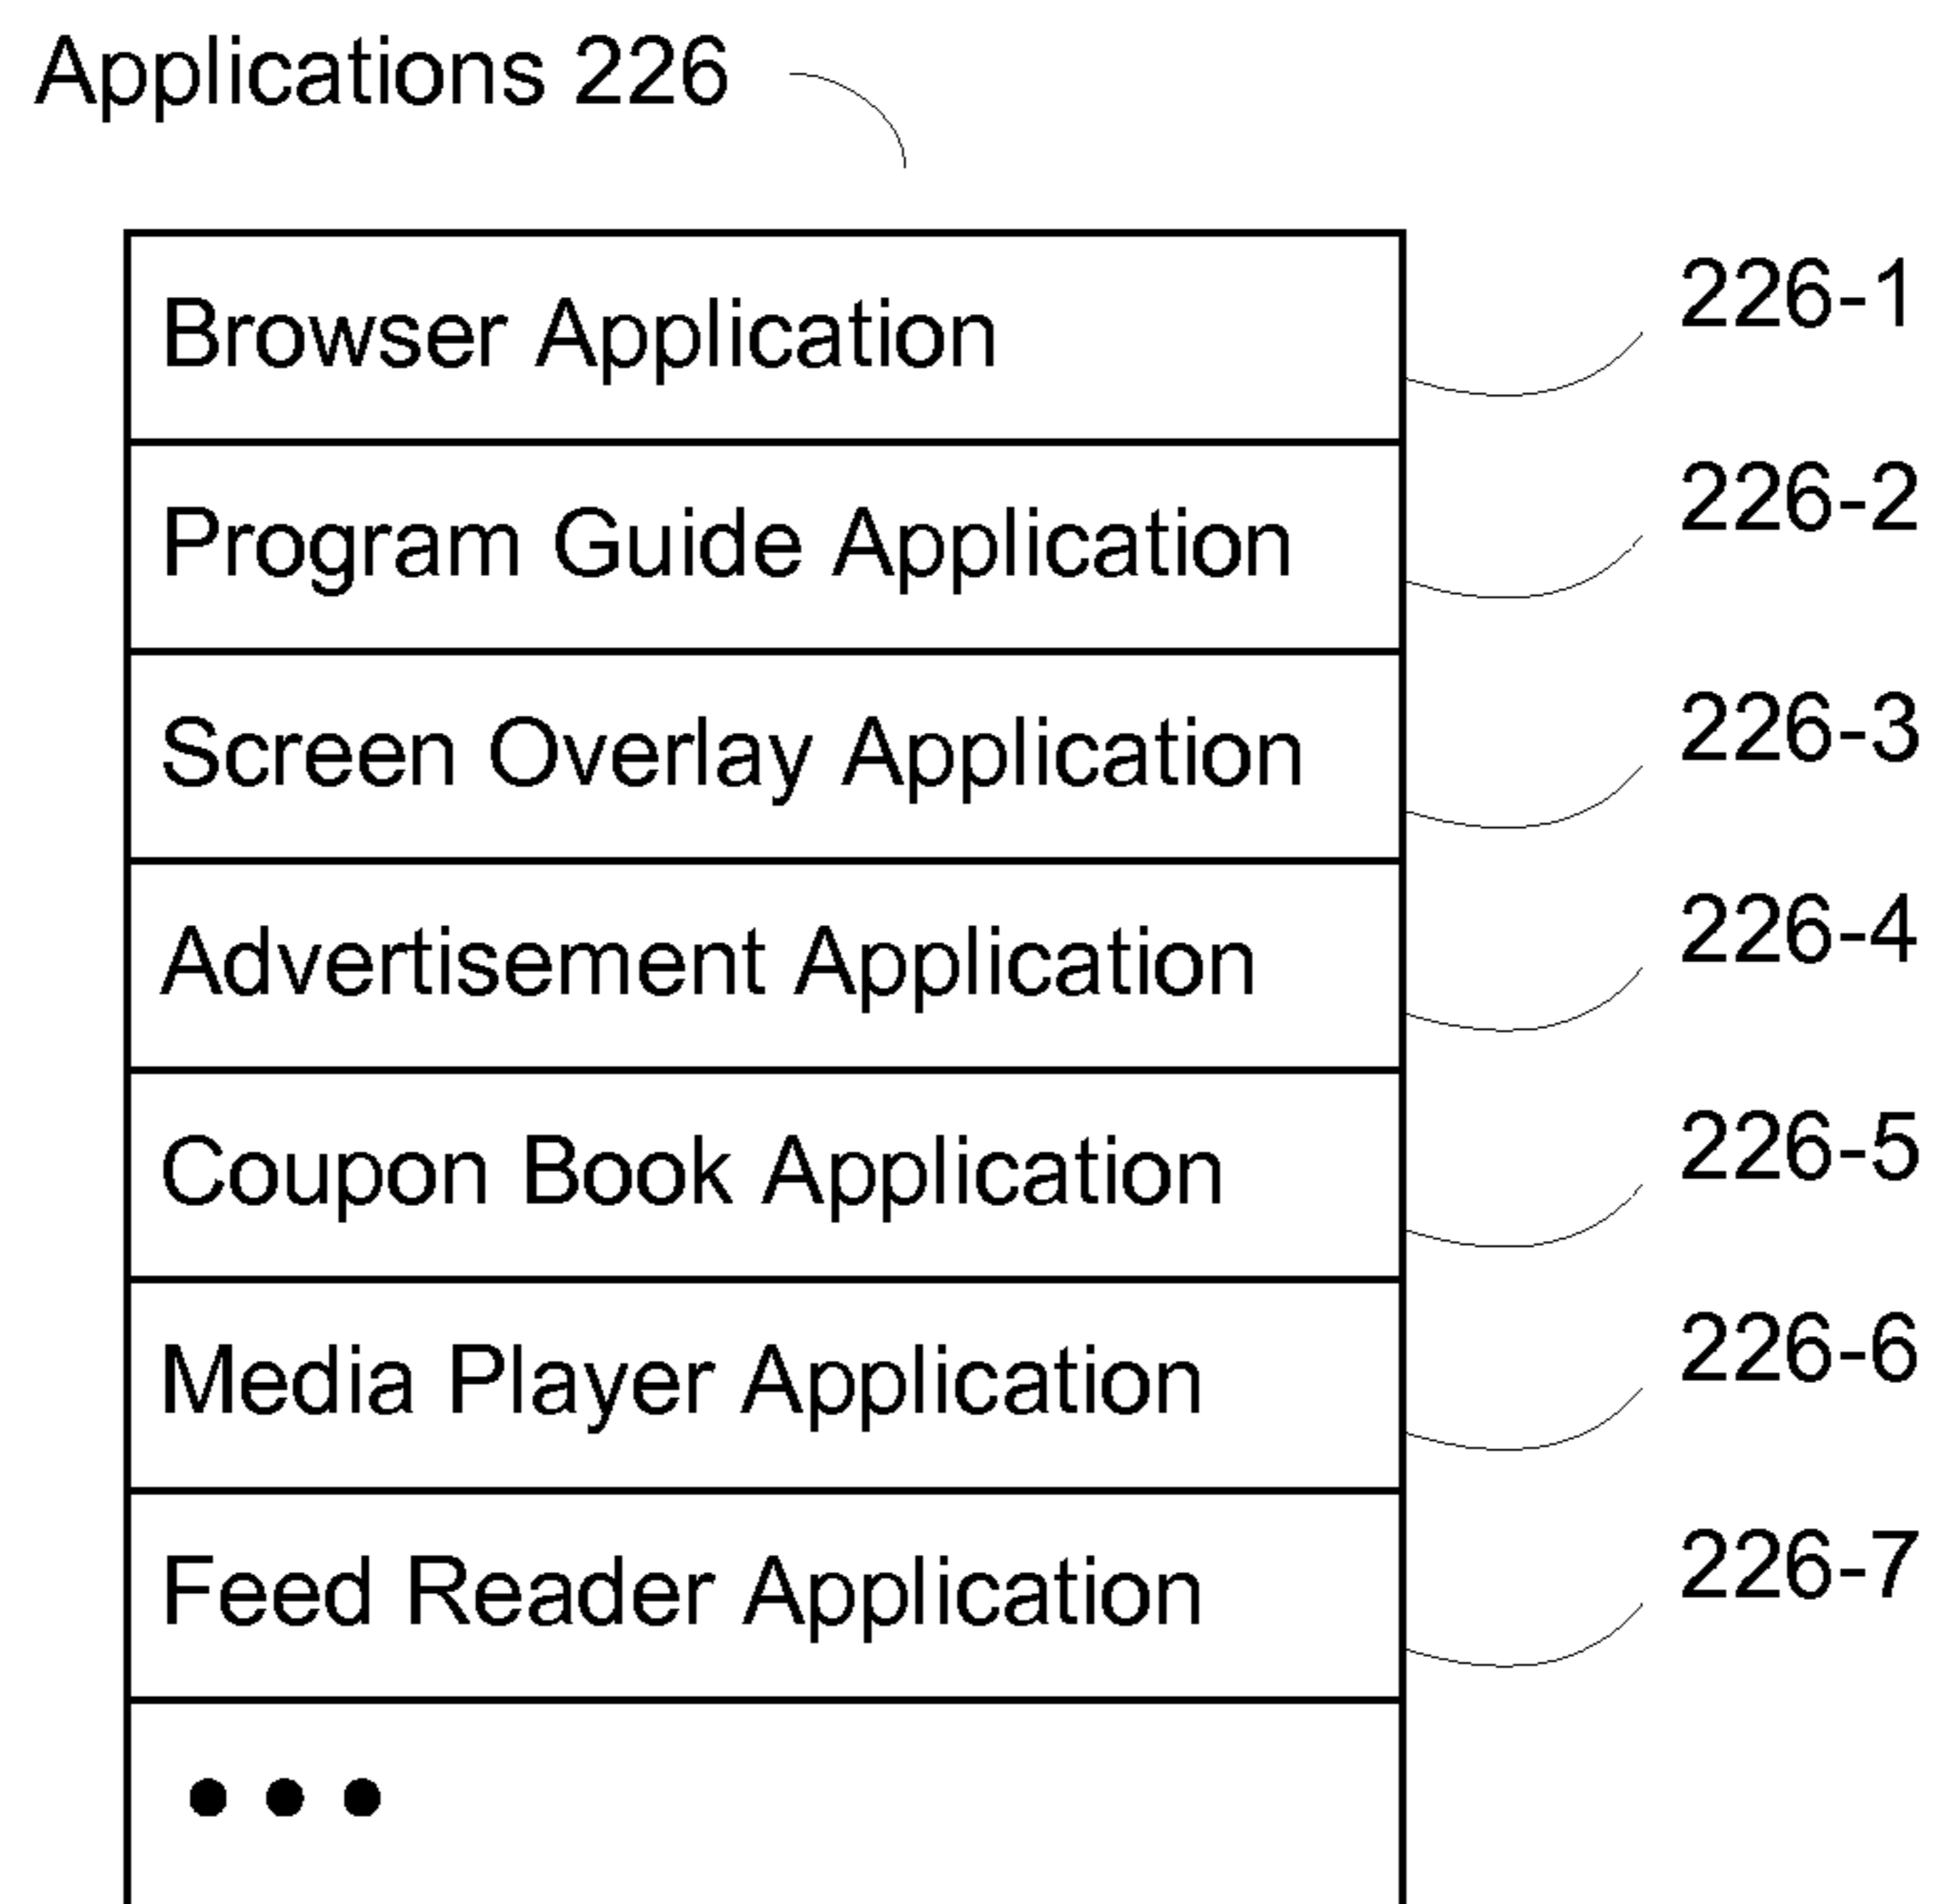 Applications 226
Browser Application 226-1
Program Guide Application 226-2
Screen Overlay Application 226-3
Advertisement Application 226-4
Coupon Book Application 226-5
Media Player Application 226-6
Feed Reader Application 226-7
• • •